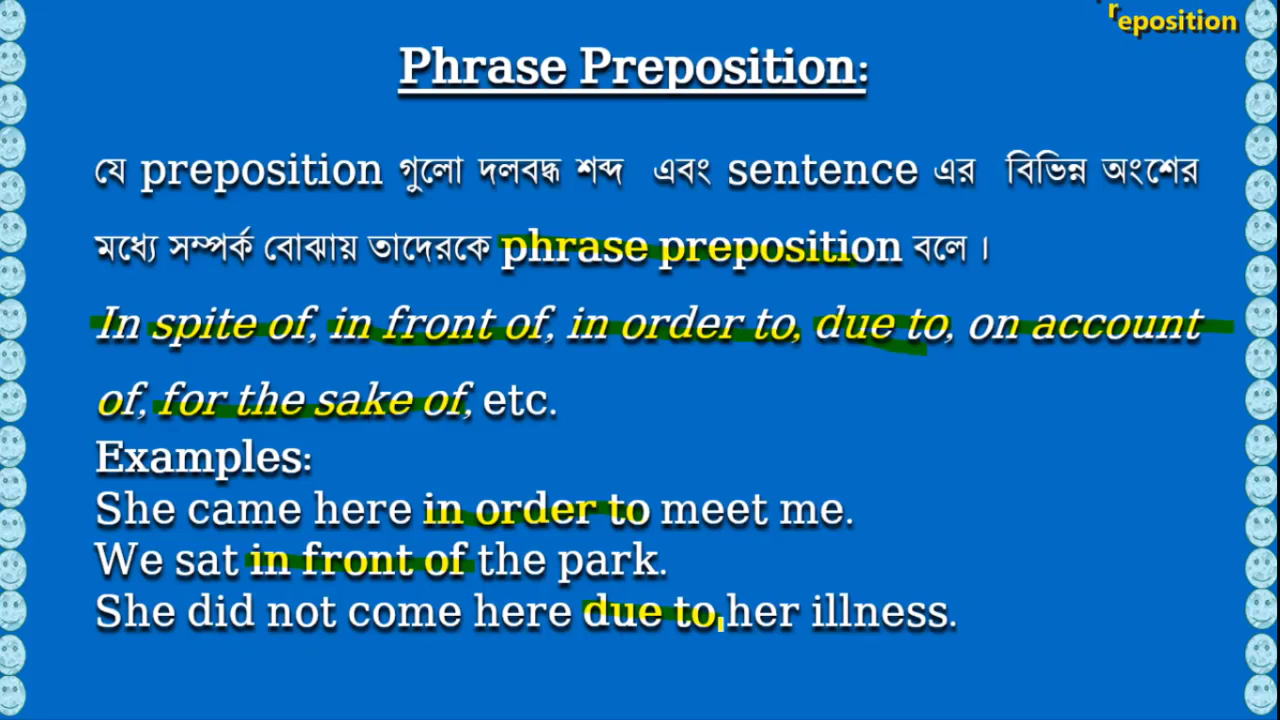 reposition
Phrase Preposition:
যে preposition গুলো দলবদ্ধ শব্দ এবং sentence এর বিভিন্ন অংশের
মধ্যে সম্পর্ক বোঝায় তাদেরকে phrase preposition বলে ।
In spite of, in front of, in order to, due to, on account
of, for the sake of, etc.
Examples:
She came here in order to meet me.
We sat in front of the park.
She did not come here due to her illness.